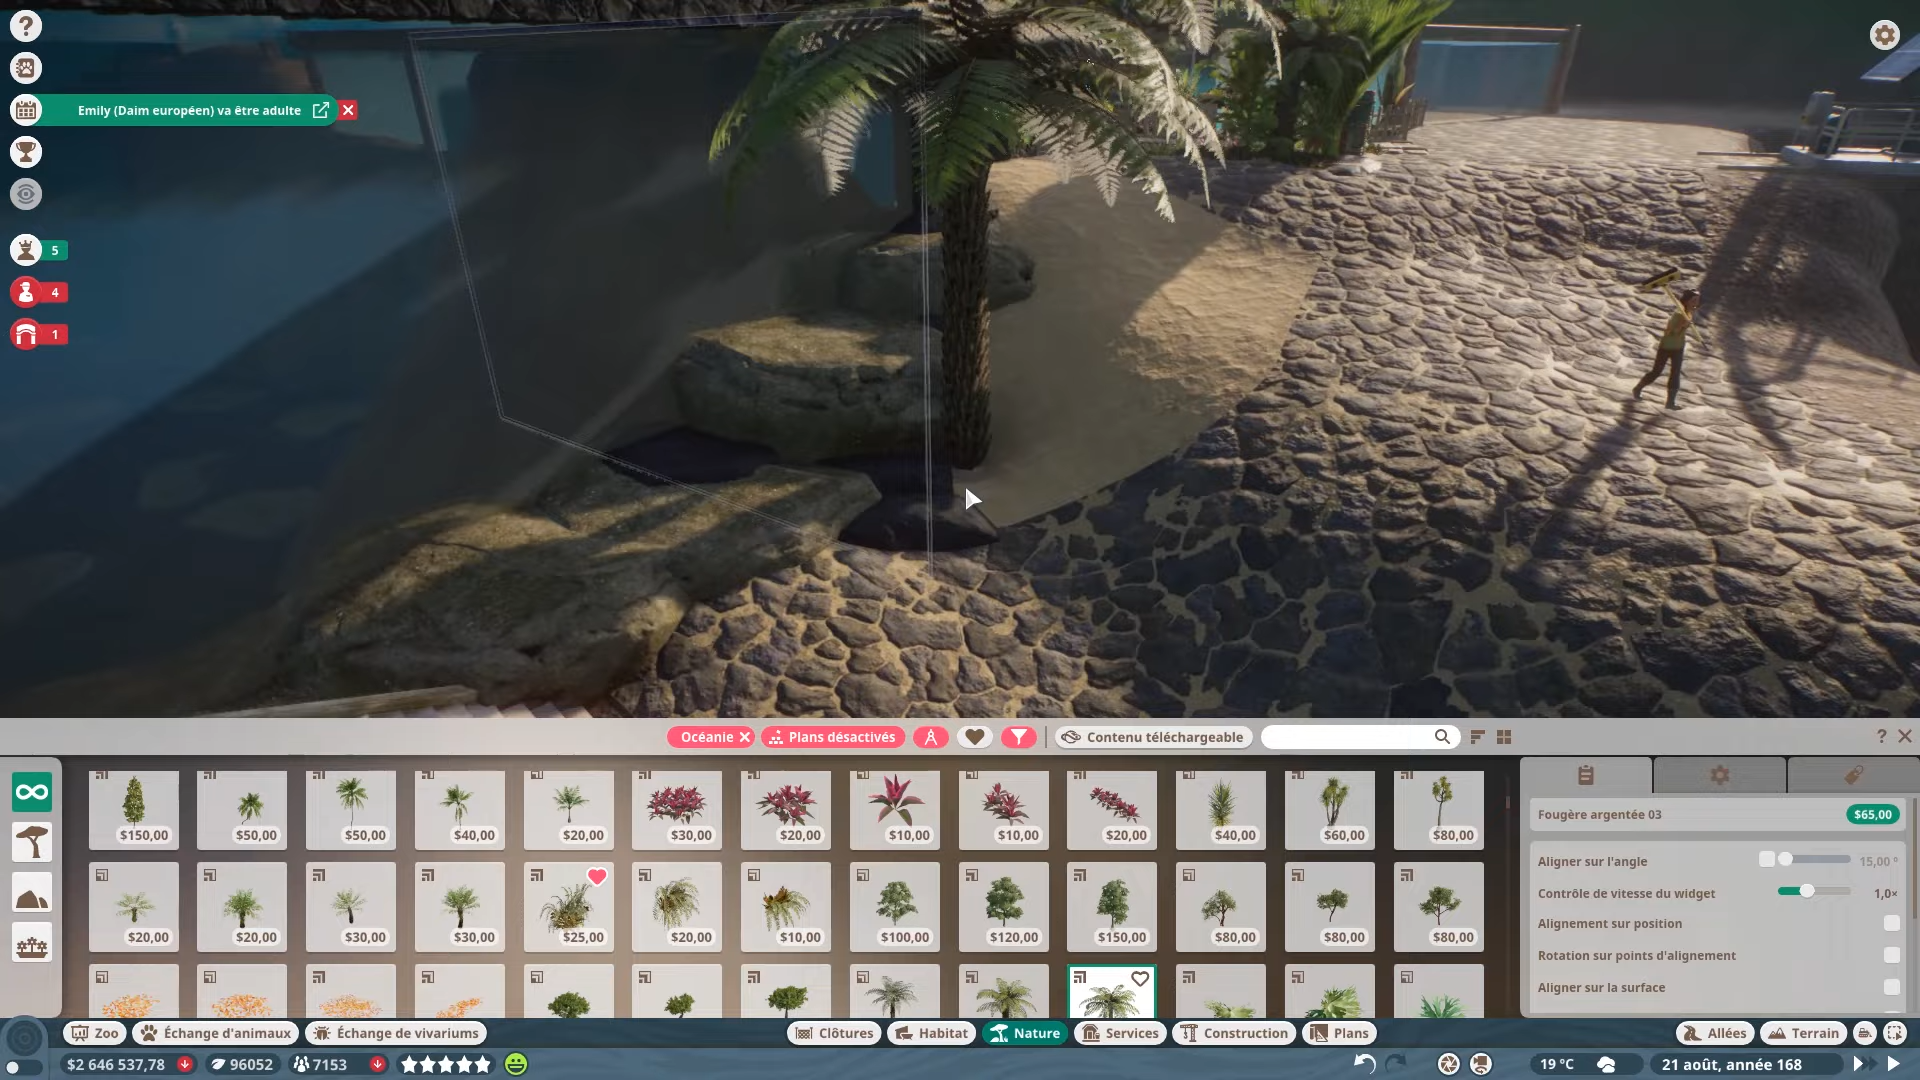 ?
Emily (Daim européen) va être adulte
5
4
1
Océanie
Plans désactivés
Contenu téléchargeable
?
$150,00
$50,00
$50,00
$40,00
$20,00
$30,00
$20,00
$10,00
$10,00
$20,00
$40,00
$60,00
$80,00
$20,00
$20,00
$30,00
$30,00
$25,00
$20,00
$10,00
$100,00
$120,00
$150,00
$80,00
$80,00
$80,00
Fougère argentée 03
$65,00
Aligner sur l'angle
15,00 °
Contrôle de vitesse du widget
1,0×
Alignement sur position
Rotation sur points d'alignement
Aligner sur la surface
Zoo
Échange d'animaux
Échange de vivariums
Clôtures
Habitat
Nature
Services
Construction
Plans
Allées
Terrain
$2 646 537,78
96052
7153
19 °C
21 août, année 168